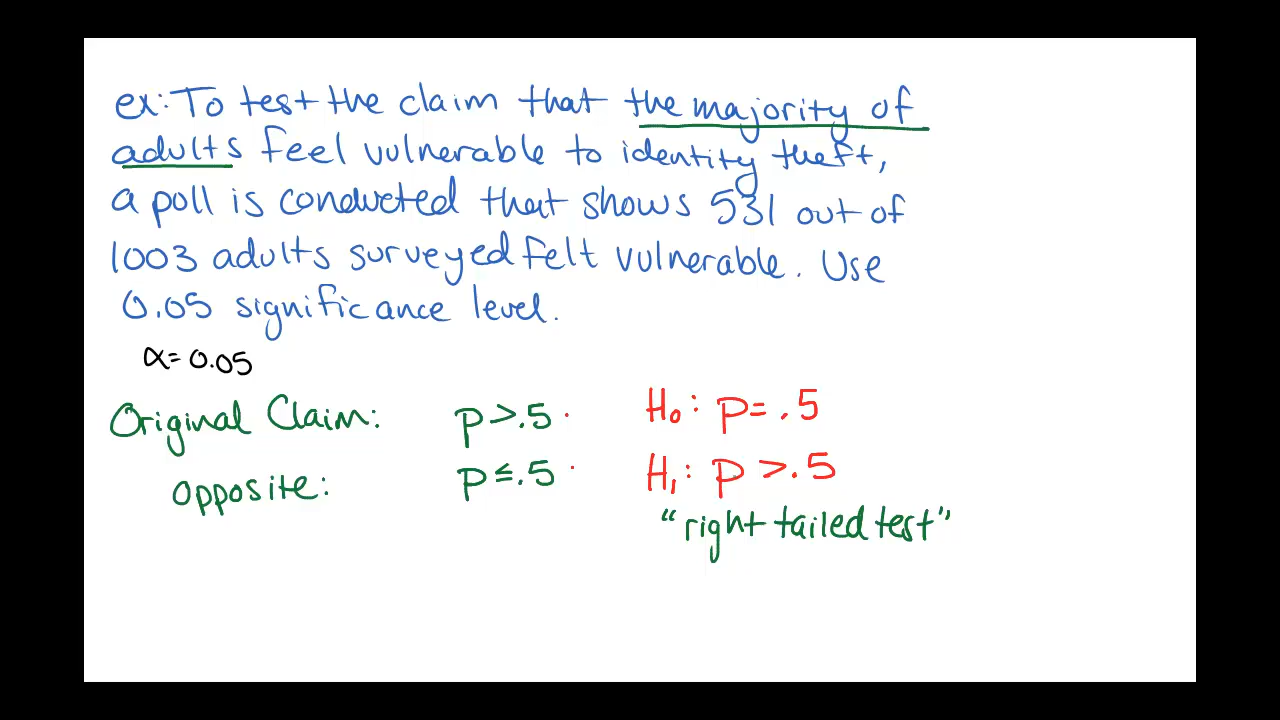 ex: To test the claim that the majority of
adults feel vulnerable to identity theft,
a poll is conducted that shows 531 out of
1003 adults surveyed felt vulnerable. Use
0.05 significance level.
α= 0.05
Original Claim: p>.5 H₀: p= .5
Opposite: p≤.5 H₁: p >.5
"right tailed test"